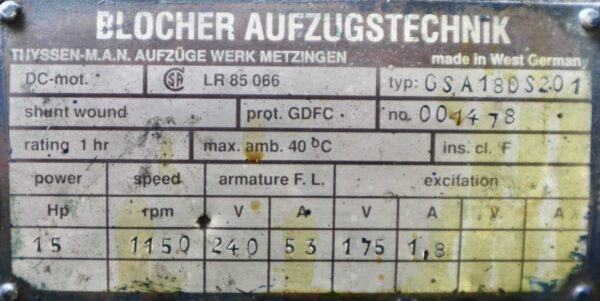 BLOCHER AUFZUGSTECHNIK
THYSSEN-M.A.N. AUFZÜGE WERK METZINGEN made in West Germany
DC-mot. SA LR 85 066 typ: GSA180S201
shunt wound prot. GDFC no. 001478
rating 1 hr max. amb. 40 °C ins. cl. F
power speed armature F. L. excitation
Hp rpm V A V A V A
15 1150 240 53 175 1,8